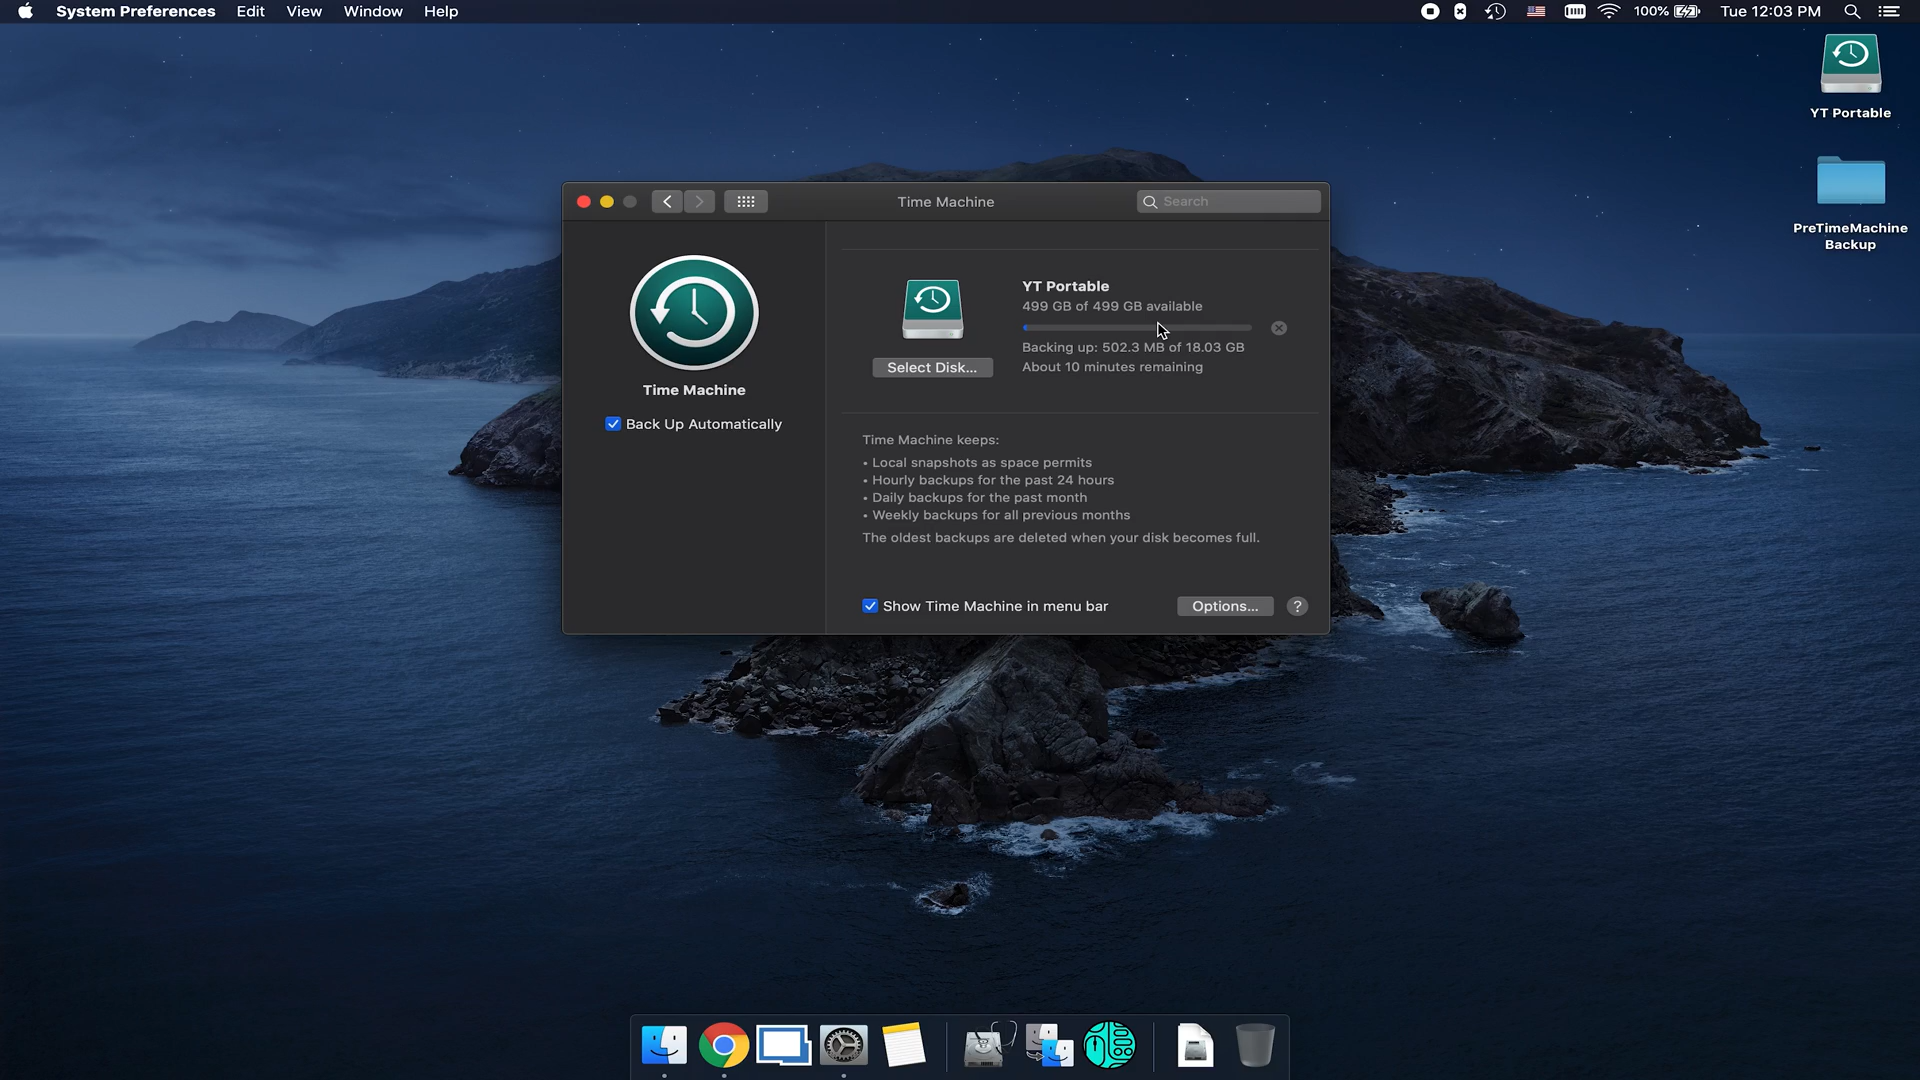 System Preferences Edit View Window Help
100% Tue 12:03 PM
YT Portable
PreTimeMachine
Backup
Time Machine
Search
Time Machine
Back Up Automatically
YT Portable
499 GB of 499 GB available
Backing up: 502.3 MB of 18.03 GB
About 10 minutes remaining
Select Disk...
Time Machine keeps:
• Local snapshots as space permits
• Hourly backups for the past 24 hours
• Daily backups for the past month
• Weekly backups for all previous months
The oldest backups are deleted when your disk becomes full.
Show Time Machine in menu bar
Options...
?